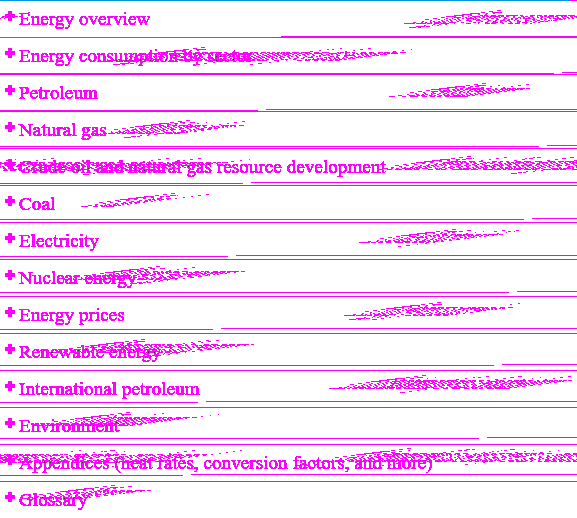 Energy overview
Energy consumption by sector
Petroleum
Natural gas
Crude oil and natural gas resource development
Coal
Electricity
Nuclear energy
Energy prices
Renewable energy
International petroleum
Environment
Appendices (heat rates, conversion factors, and more)
Glossary